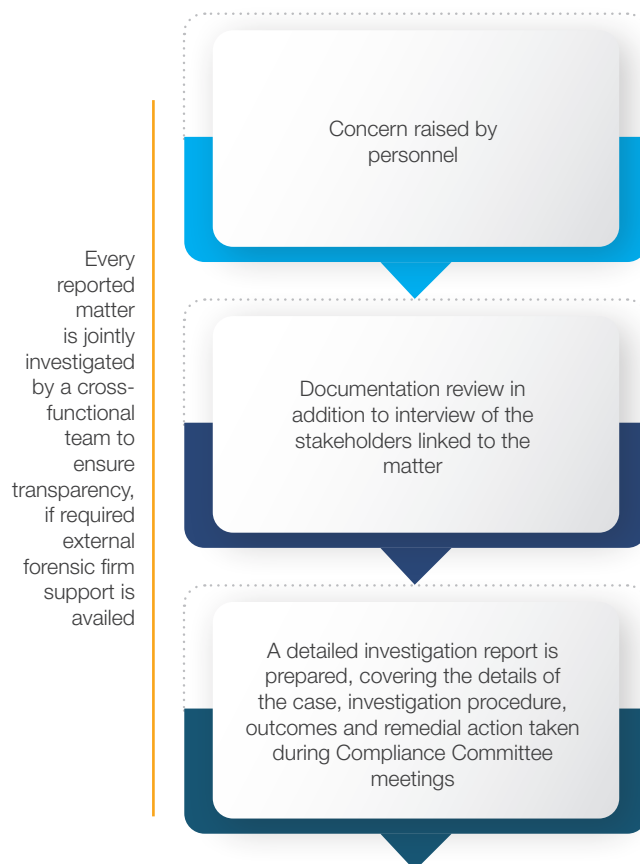 Concern raised by
personnel
Every
reported
matter
is jointly
investigated
by a cross-
functional
team to
ensure
transparency,
if required
external
forensic firm
support is
availed
Documentation review in
addition to interview of the
stakeholders linked to the
matter
A detailed investigation report is
prepared, covering the details of
the case, investigation procedure,
outcomes and remedial action taken
during Compliance Committee
meetings